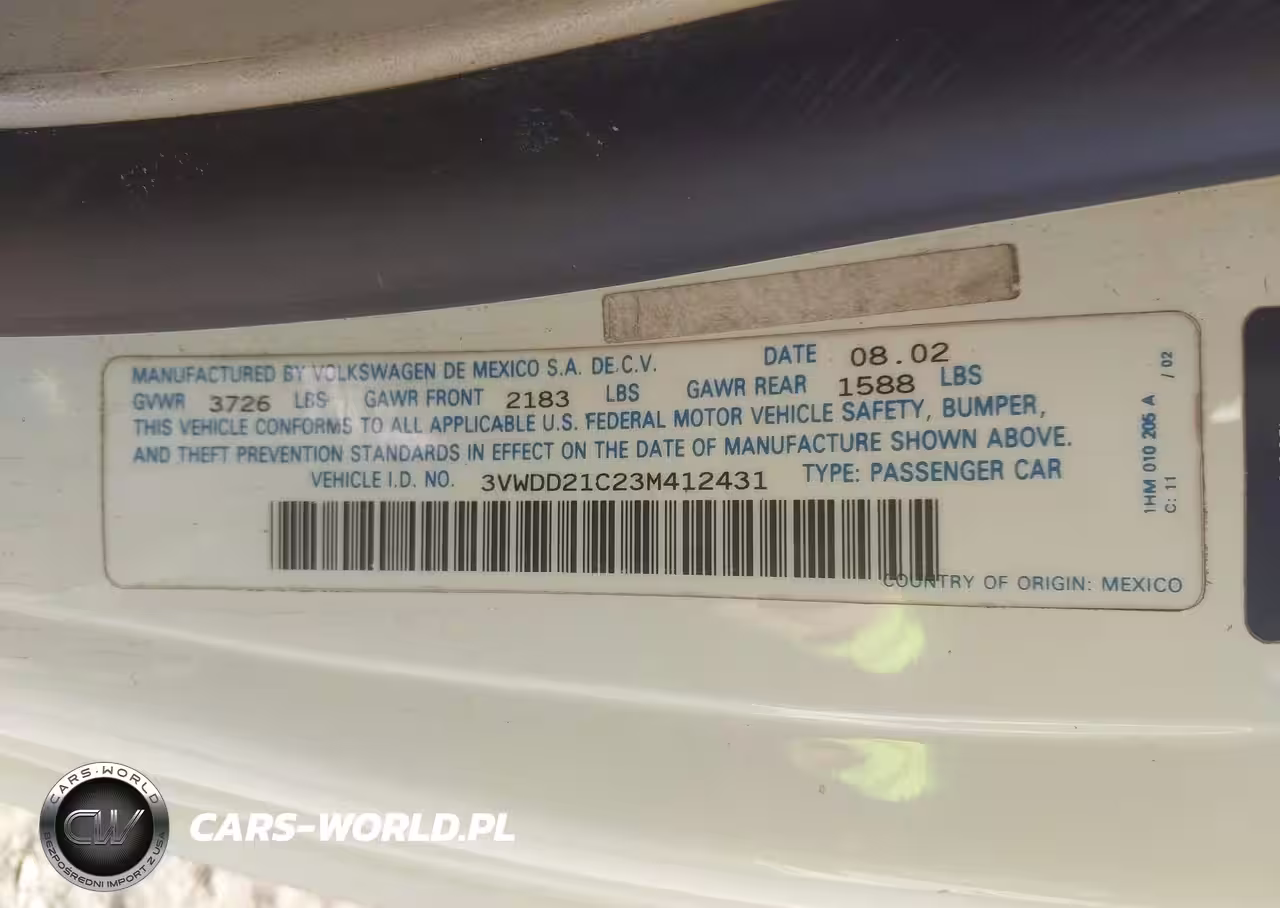 MANUFACTURED BY VOLKSWAGEN DE MEXICO S.A. DE.C.V. DATE 08.02
GVWR 3726 LBS GAWR FRONT 2183 LBS GAWR REAR 1588 LBS
THIS VEHICLE CONFORMS TO ALL APPLICABLE U.S. FEDERAL MOTOR VEHICLE SAFETY, BUMPER,
AND THEFT PREVENTION STANDARDS IN EFFECT ON THE DATE OF MANUFACTURE SHOWN ABOVE.
VEHICLE I.D. NO. 3VWDD21C23M412431 TYPE: PASSENGER CAR
COUNTRY OF ORIGIN: MEXICO
1HM 010 205 A / 02
C: 11
CARS-WORLD
CW
BEZPOŚREDNI IMPORT Z USA
CARS-WORLD.PL